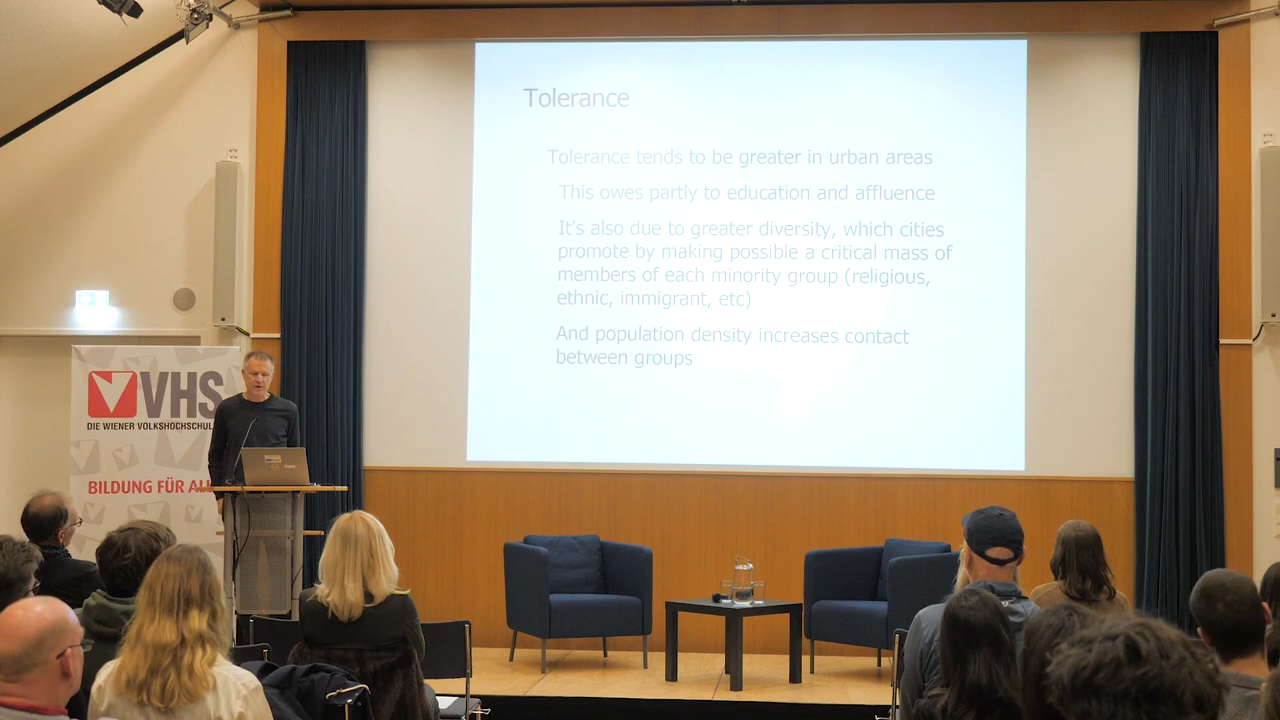 Tolerance
Tolerance tends to be greater in urban areas
This owes partly to education and affluence
It's also due to greater diversity, which cities
promote by making possible a critical mass of
members of each minority group (religious,
ethnic, immigrant, etc)
And population density increases contact
between groups
VHS
DIE WIENER VOLKSHOCHSCHUL
BILDUNG FÜR